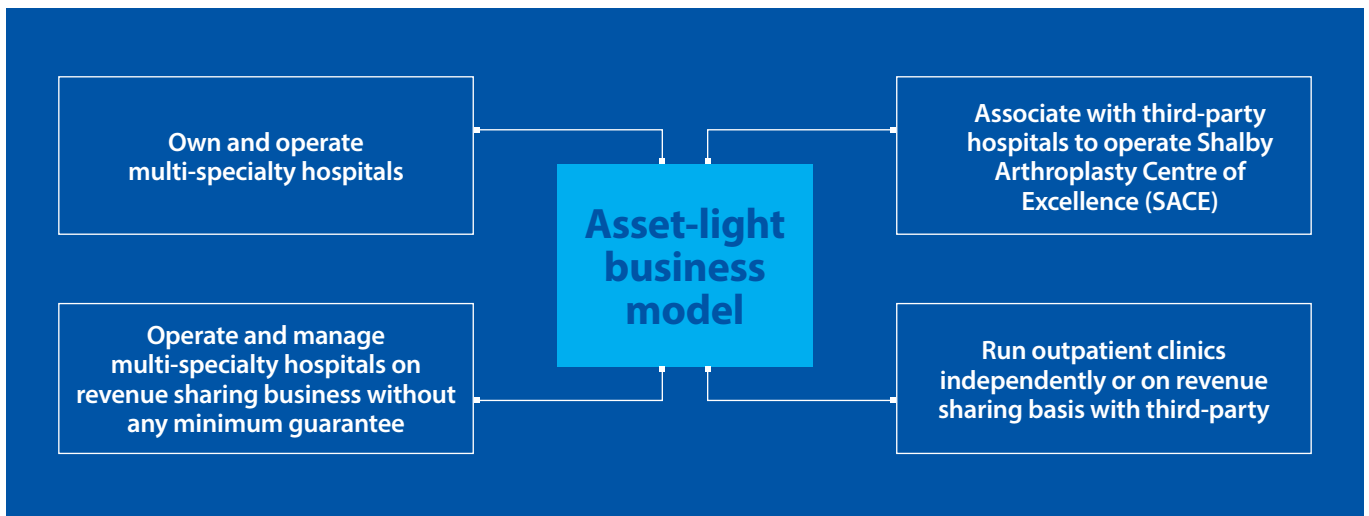 Own and operate
multi-specialty hospitals
Associate with third-party
hospitals to operate Shalby
Arthroplasty Centre of
Excellence (SACE)
Asset-light
business
model
Operate and manage
multi-specialty hospitals on
revenue sharing business without
any minimum guarantee
Run outpatient clinics
independently or on revenue
sharing basis with third-party